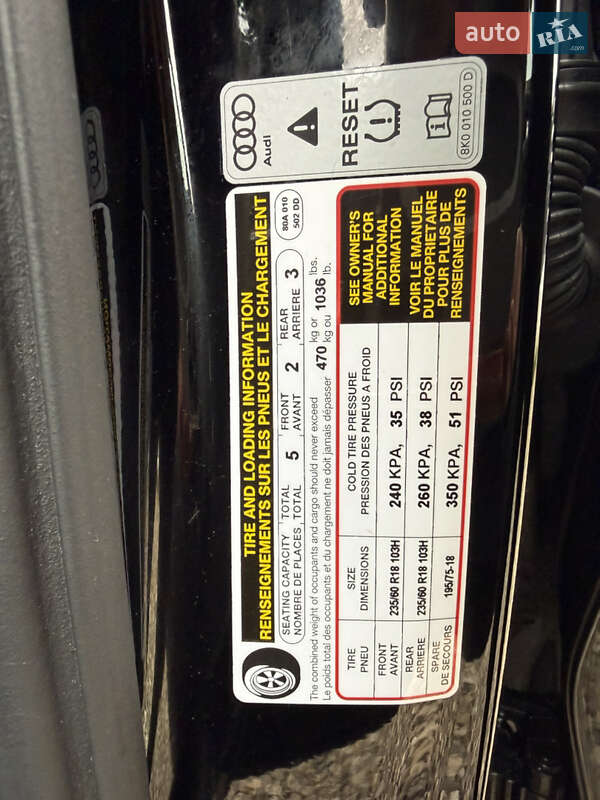 auto RIA.com
Audi
RESET
8K0 010 500 D
TIRE AND LOADING INFORMATION
RENSEIGNEMENTS SUR LES PNEUS ET LE CHARGEMENT
80A 010
502 DD
SEATING CAPACITY TOTAL 5 FRONT 2 REAR 3
NOMBRE DE PLACES TOTAL AVANT ARRIERE
The combined weight of occupants and cargo should never exceed 470 kg or 1036 lbs.
Le poids total des occupants et du chargement ne doit jamais dépasser kg ou lb.
TIRE SIZE COLD TIRE PRESSURE
PNEU DIMENSIONS PRESSION DES PNEUS A FROID
FRONT 235/60 R18 103H 240 KPA, 35 PSI
AVANT
REAR 235/60 R18 103H 260 KPA, 38 PSI
ARRIERE
SPARE 195/75-18 350 KPA, 51 PSI
DE SECOURS
SEE OWNER'S
MANUAL FOR
ADDITIONAL
INFORMATION
VOIR LE MANUEL
DU PROPRIETAIRE
POUR PLUS DE
RENSEIGNEMENTS